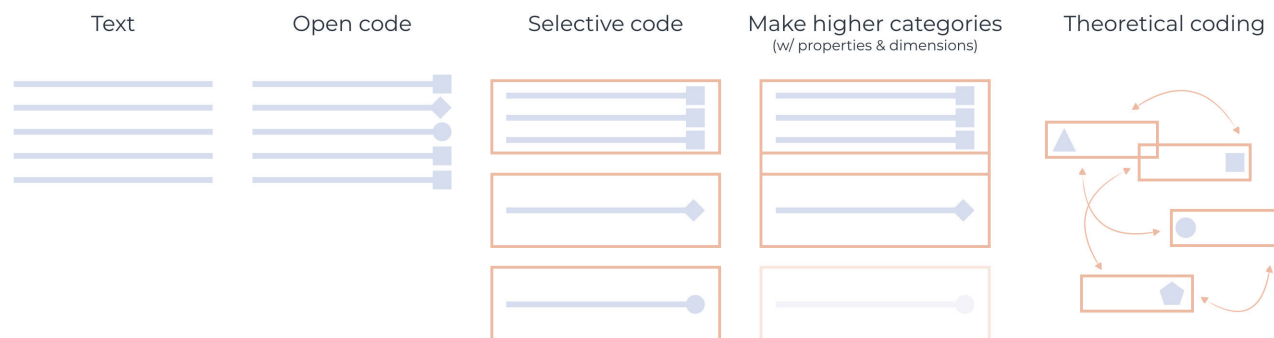 Text
Open code
Selective code
Make higher categories
(w/ properties & dimensions)
Theoretical coding